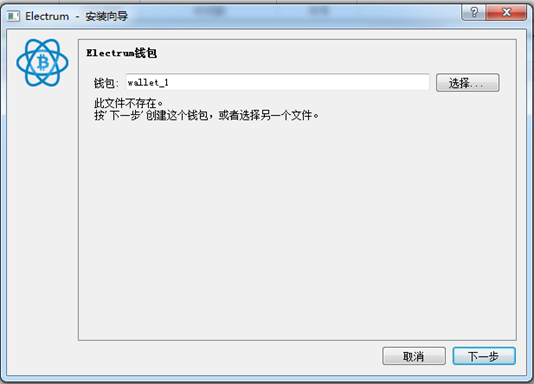 Electrum - 安装向导
Electrum钱包
钱包: wallet_1 选择...
此文件不存在。
按'下一步'创建这个钱包，或者选择另一个文件。
取消 下一步